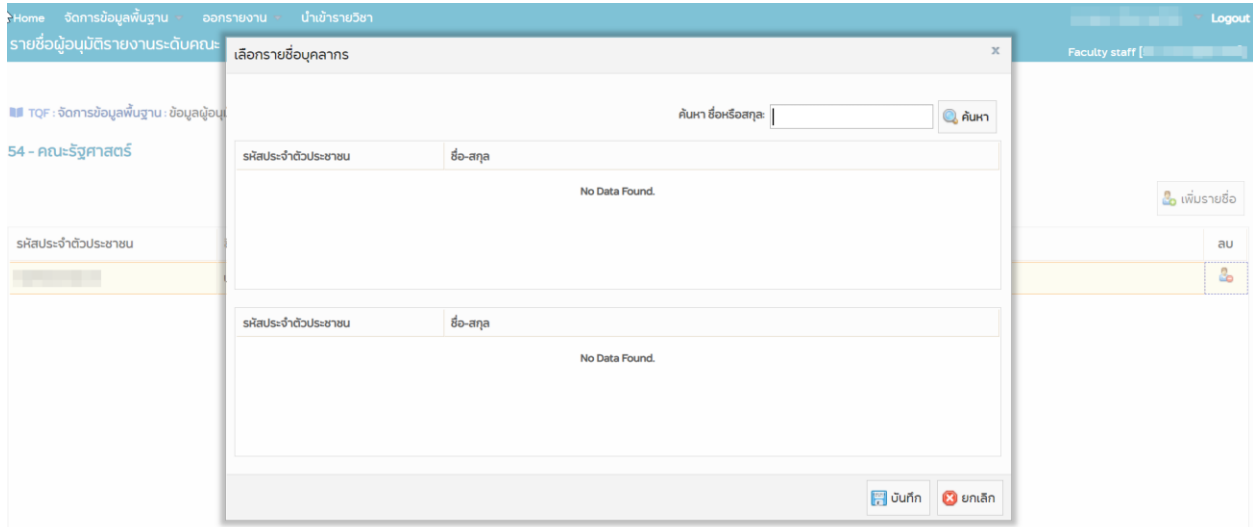 Home จัดการข้อมูลพื้นฐาน ออกรายงาน นำเข้ารายวิชา Logout
รายชื่อผู้อนุมัติรายงานระดับคณะ Faculty staff [
เลือกรายชื่อบุคลากร x
TQF : จัดการข้อมูลพื้นฐาน : ข้อมูลผู้อนุ
ค้นหา ชื่อหรือสกุล: ค้นหา
54 - คณะรัฐศาสตร์
รหัสประจำตัวประชาชน ชื่อ-สกุล
No Data Found.
เพิ่มรายชื่อ
รหัสประจำตัวประชาชน ลบ
รหัสประจำตัวประชาชน ชื่อ-สกุล
No Data Found.
บันทึก ยกเลิก